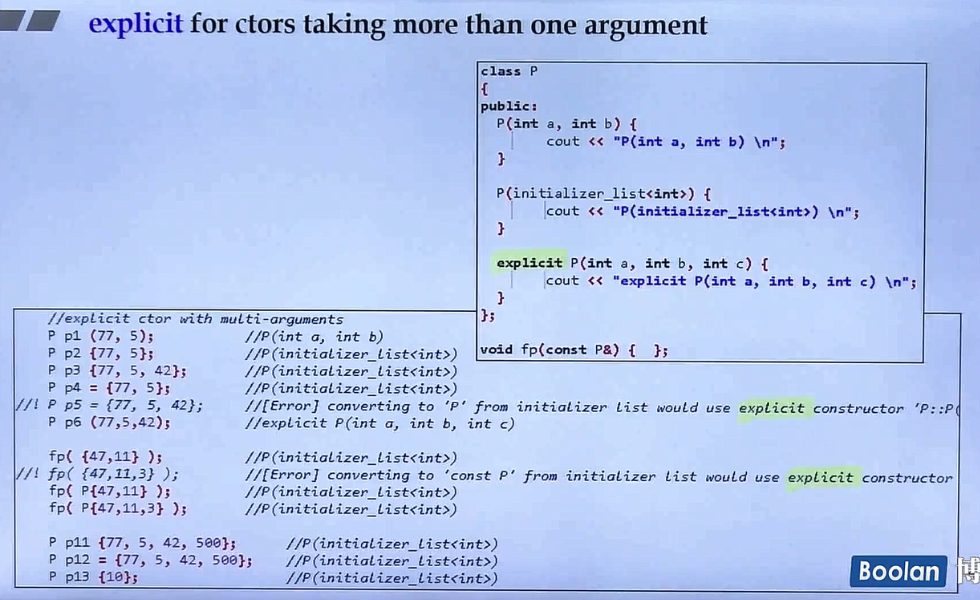 explicit for ctors taking more than one argument
class P
{
public:
P(int a, int b) {
cout << "P(int a, int b) \n";
}
P(initializer_list<int>) {
cout << "P(initializer_list<int>) \n";
}
explicit P(int a, int b, int c) {
cout << "explicit P(int a, int b, int c) \n";
}
};
void fp(const P&) { };
//explicit ctor with multi-arguments
P p1 (77, 5); //P(int a, int b)
P p2 {77, 5}; //P(initializer_list<int>)
P p3 {77, 5, 42}; //P(initializer_list<int>)
P p4 = {77, 5}; //P(initializer_list<int>)
//! P p5 = {77, 5, 42}; //[Error] converting to 'P' from initializer list would use explicit constructor 'P::P(
P p6 (77,5,42); //explicit P(int a, int b, int c)
fp( {47,11} ); //P(initializer_list<int>)
//! fp( {47,11,3} ); //[Error] converting to 'const P' from initializer list would use explicit constructor
fp( P{47,11} ); //P(initializer_list<int>)
fp( P{47,11,3} ); //P(initializer_list<int>)
P p11 {77, 5, 42, 500}; //P(initializer_list<int>)
P p12 = {77, 5, 42, 500}; //P(initializer_list<int>)
P p13 {10}; //P(initializer_list<int>)
Boolan 博